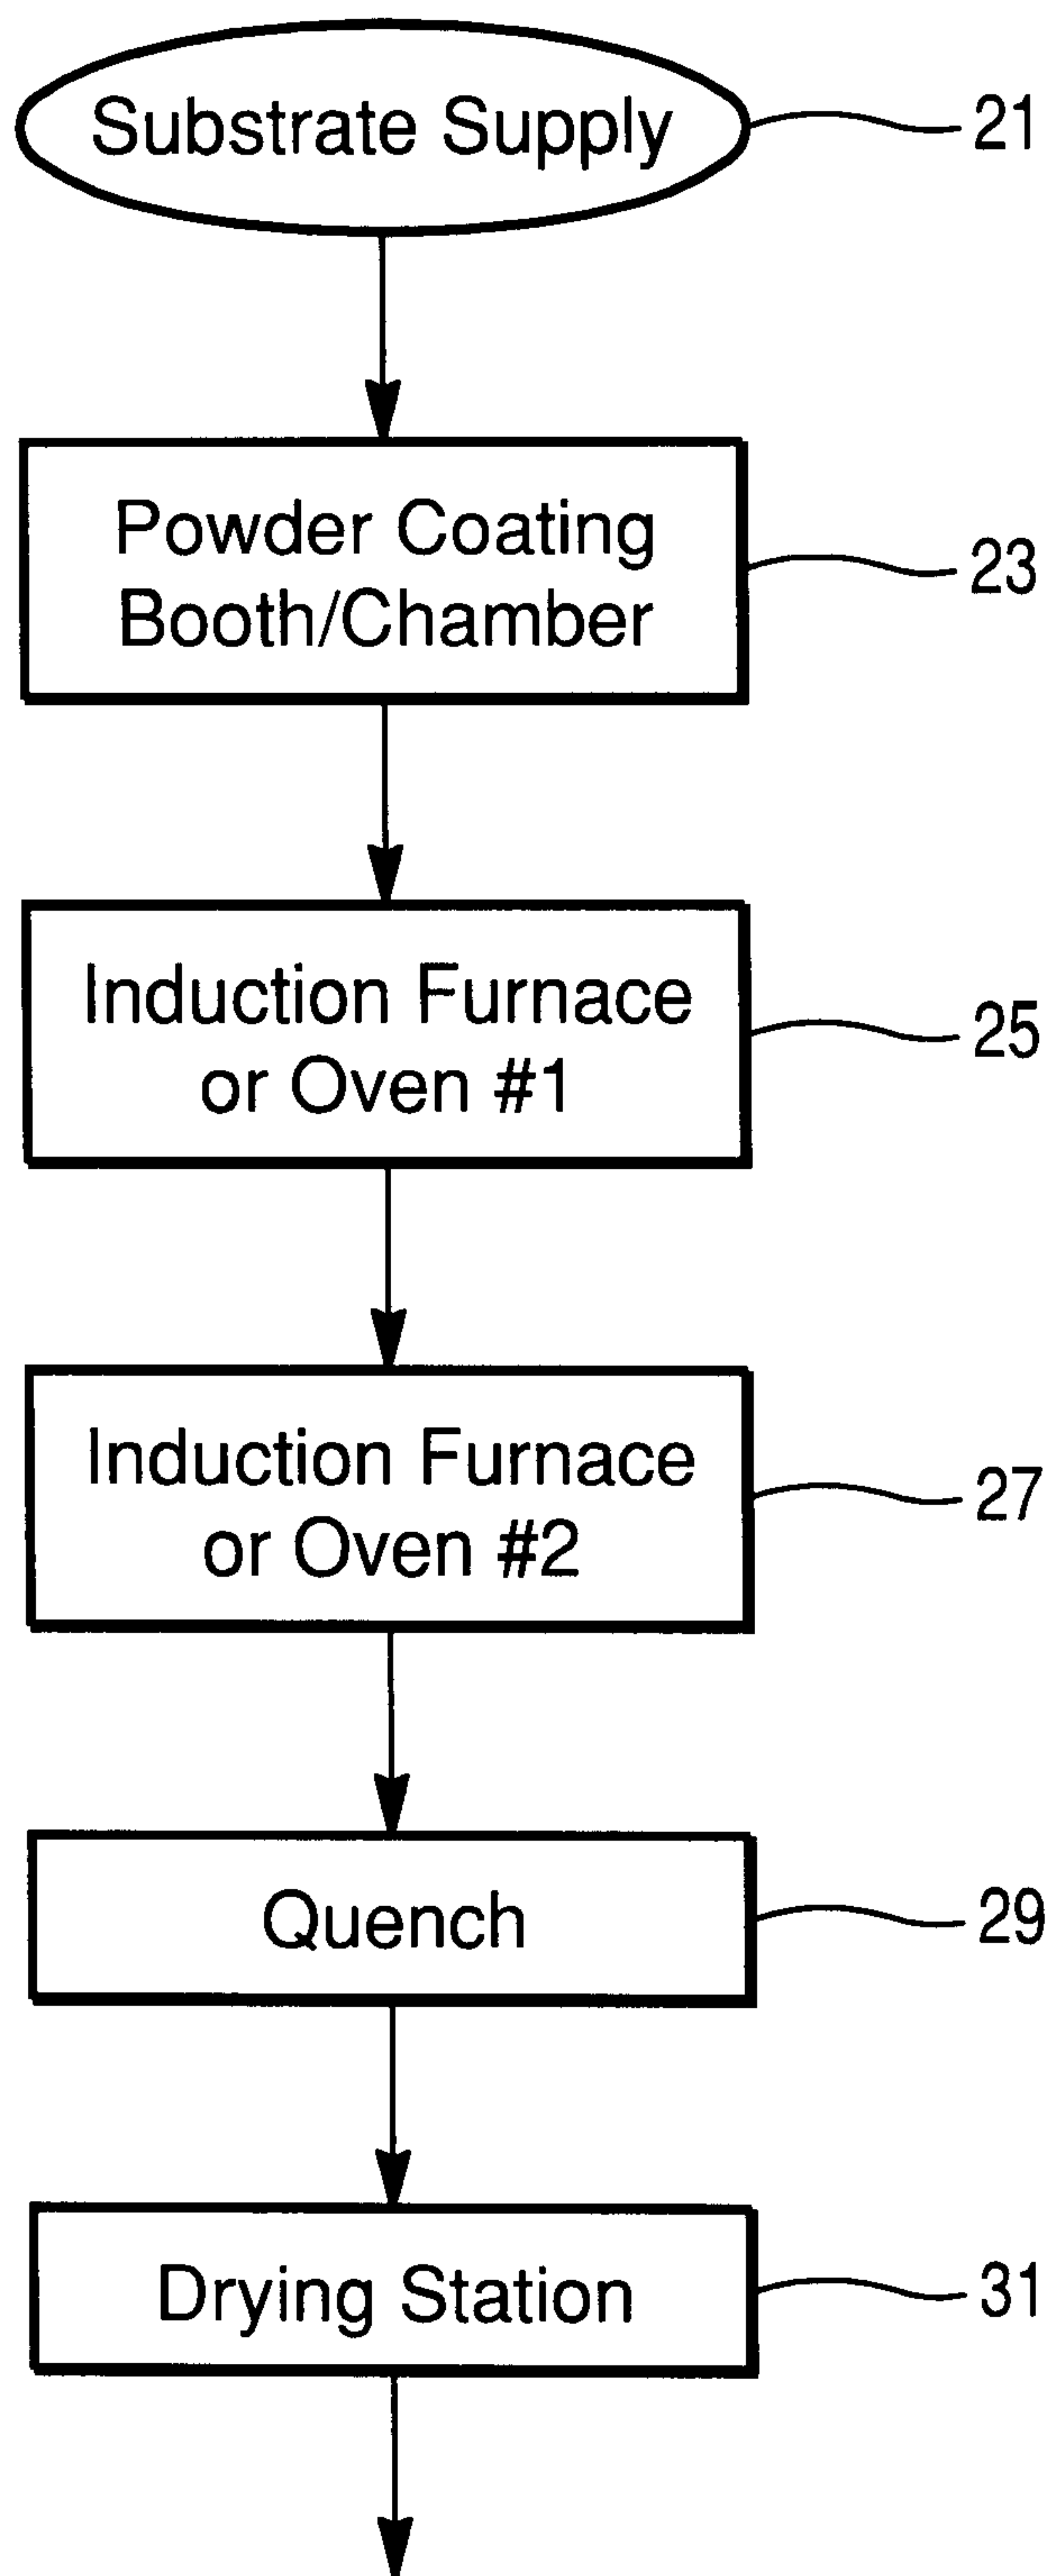 Substrate Supply
21
Powder Coating
Booth/Chamber
23
Induction Furnace
or Oven #1
25
Induction Furnace
or Oven #2
27
Quench
29
Drying Station
31